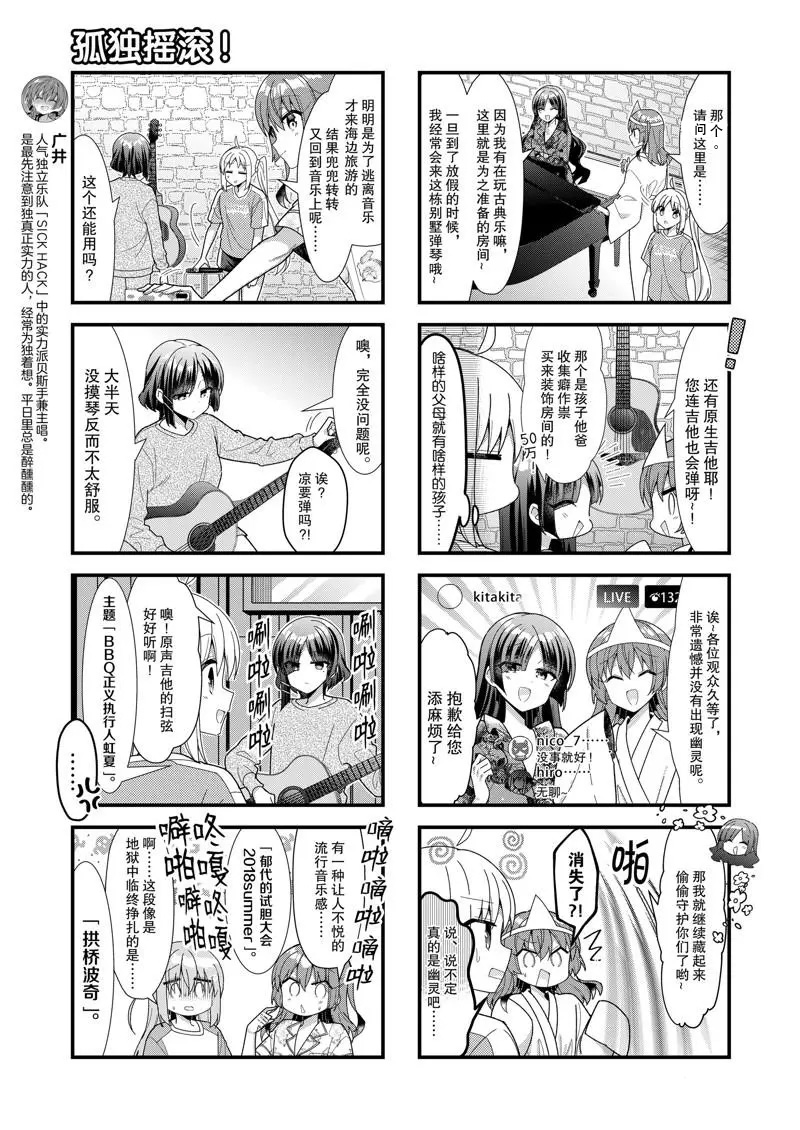 孤独摇滚！
广井
人气独立乐队「SICK HACK」中的实力派贝斯手兼主唱。
是最先注意到独真正实力的人，经常为独着想。平日里总是醉醺醺的。
那个。
请问这里是……
因为我有在玩古典乐嘛，
这里就是为之准备的房间~
一旦到了放假的时候，
我经常会来这栋别墅弹琴哦~
!!
还有原生吉他耶！
您连吉他也会弹呀~！
那个是孩子他爸
收集癖作祟
买来装饰房间的！
50万！
啥样的父母就有
啥样的孩子……
kitakita
LIVE
132
诶~各位观众久等了，
非常遗憾并没有出现幽灵呢。
抱歉给您
添麻烦了~
nico_7……
没事就好！
hiro……
无聊~
那我就继续藏起来
偷偷守护你们了哟~
啪
消失了?!
说、说不定
真的是幽灵吧……
明明是为了逃离音乐
才来海边旅游的
结果兜兜转转
又回到音乐上呢……
这个还能用吗？
噢，完全没问题呢。
诶？
凉要弹吗?!
大半天
没摸琴反而不太舒服。
唰啦
唰啦
唰啦
唰啦
噢！原声吉他的扫弦
好好听啊！
主题「BBQ正义执行人虹夏」。
……
嘀嘀嘀啦
有一种让人不悦的
流行音乐感……
「郁代的试胆大会
2018summer」。
咚嘎咚嘎
噼啪噼啪
啊……这段像是
地狱中临终挣扎的是……
「拱桥波奇」。